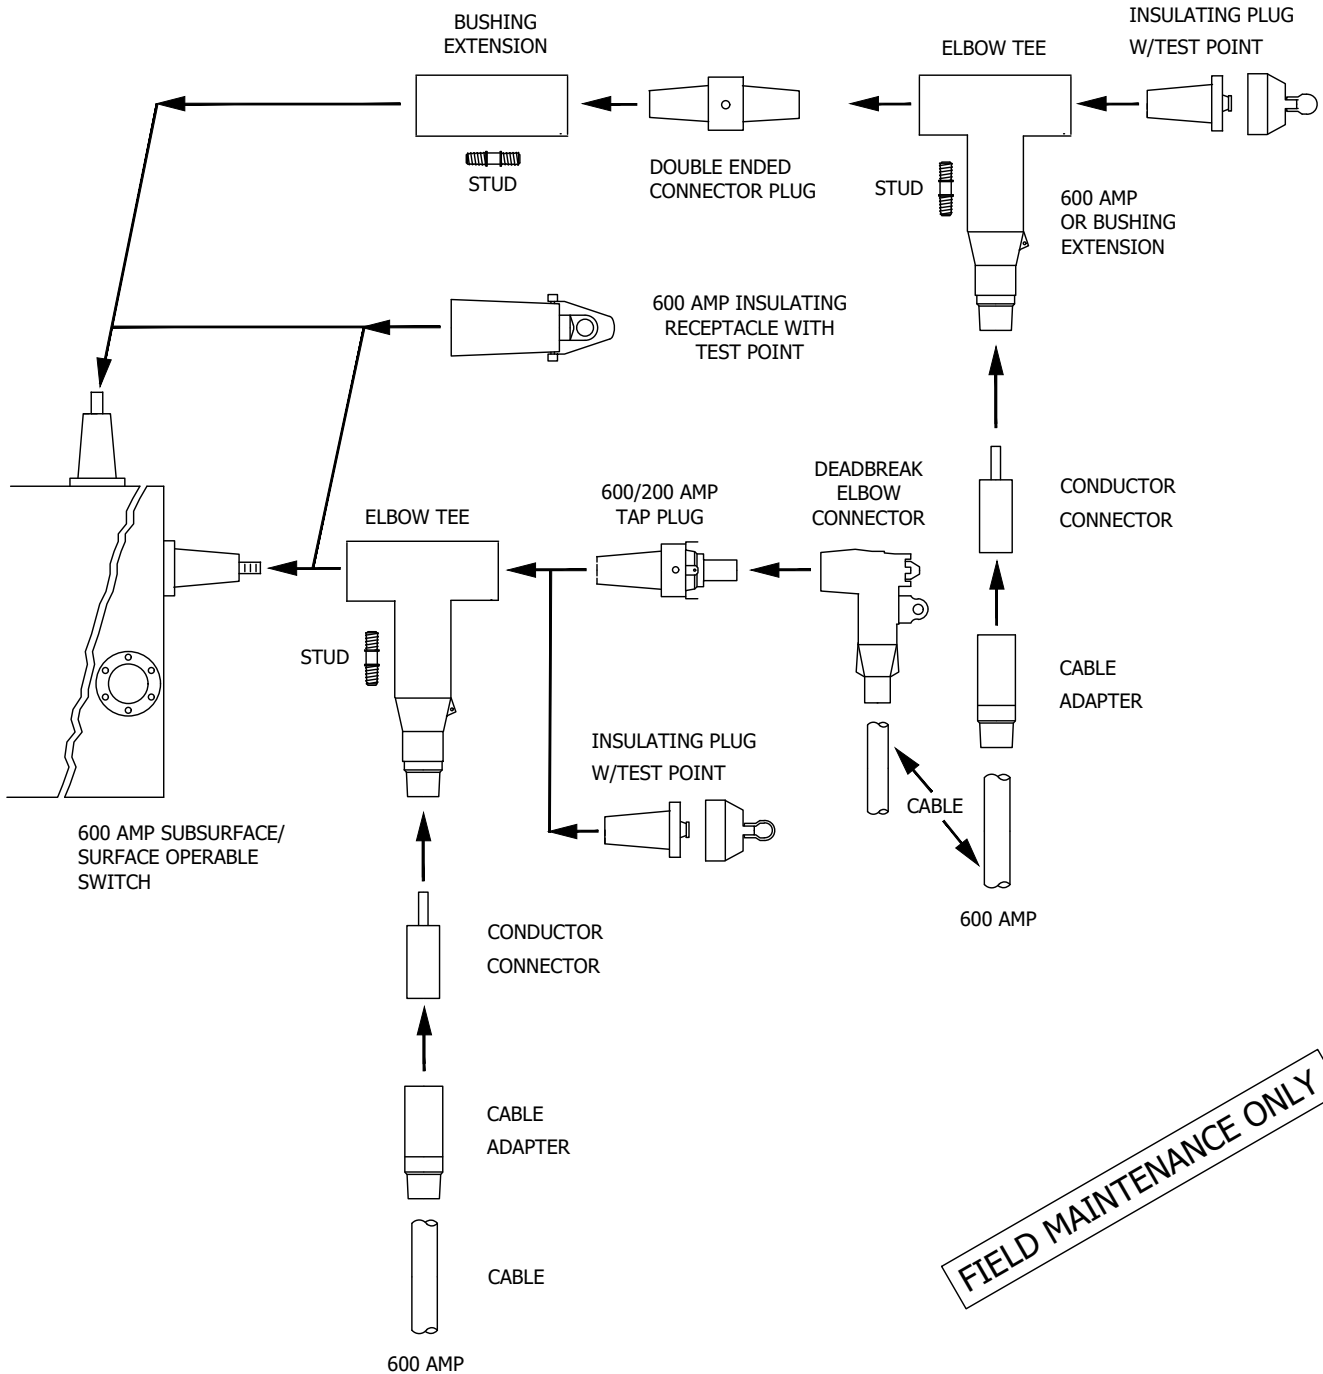 BUSHING
EXTENSION
ELBOW TEE
INSULATING PLUG
W/TEST POINT
STUD
DOUBLE ENDED
CONNECTOR PLUG
STUD
600 AMP
OR BUSHING
EXTENSION
600 AMP INSULATING
RECEPTACLE WITH
TEST POINT
ELBOW TEE
600/200 AMP
TAP PLUG
DEADBREAK
ELBOW
CONNECTOR
CONDUCTOR
CONNECTOR
STUD
CABLE
ADAPTER
INSULATING PLUG
W/TEST POINT
CABLE
600 AMP SUBSURFACE/
SURFACE OPERABLE
SWITCH
600 AMP
CONDUCTOR
CONNECTOR
CABLE
ADAPTER
FIELD MAINTENANCE ONLY
CABLE
600 AMP